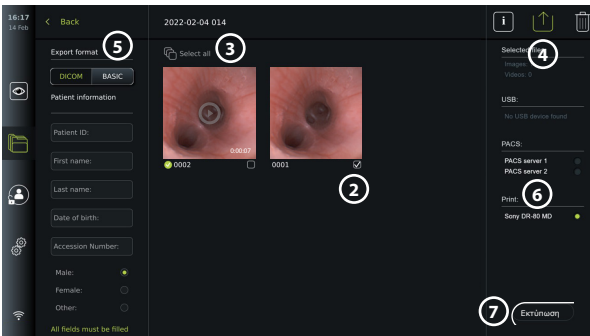 16:17
14 Feb
Back
2022-02-04 014
i
Export format
5
DICOM
BASIC
Patient information
Patient ID:
First name:
Last name:
Date of birth:
Accession Number:
Male:
Female:
Other:
All fields must be filled
Select all
3
0:00:07
0002
0001
2
Selected files
4
Images:
Videos: 0
USB:
No USB device found
PACS:
PACS server 1
PACS server 2
6
Print:
Sony DR-80 MD
7
Εκτύπωση